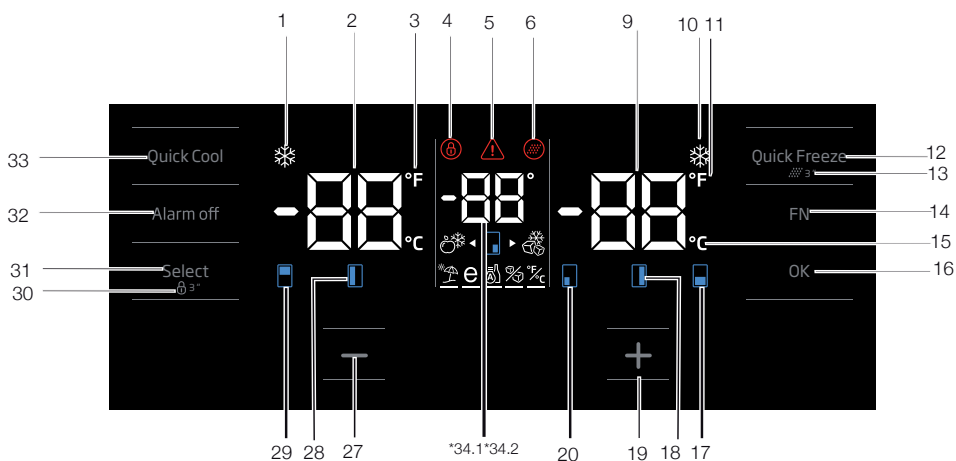 1 2 3 4 5 6 9 10 11
33 Quick Cool °F °F Quick Freeze 12
3" 13
-88 -88° -88
32 Alarm off FN 14
°C °C 15
31 Select e A °F/°C OK 16
30 3"
29 28 27 *34.1*34.2 20 19 18 17